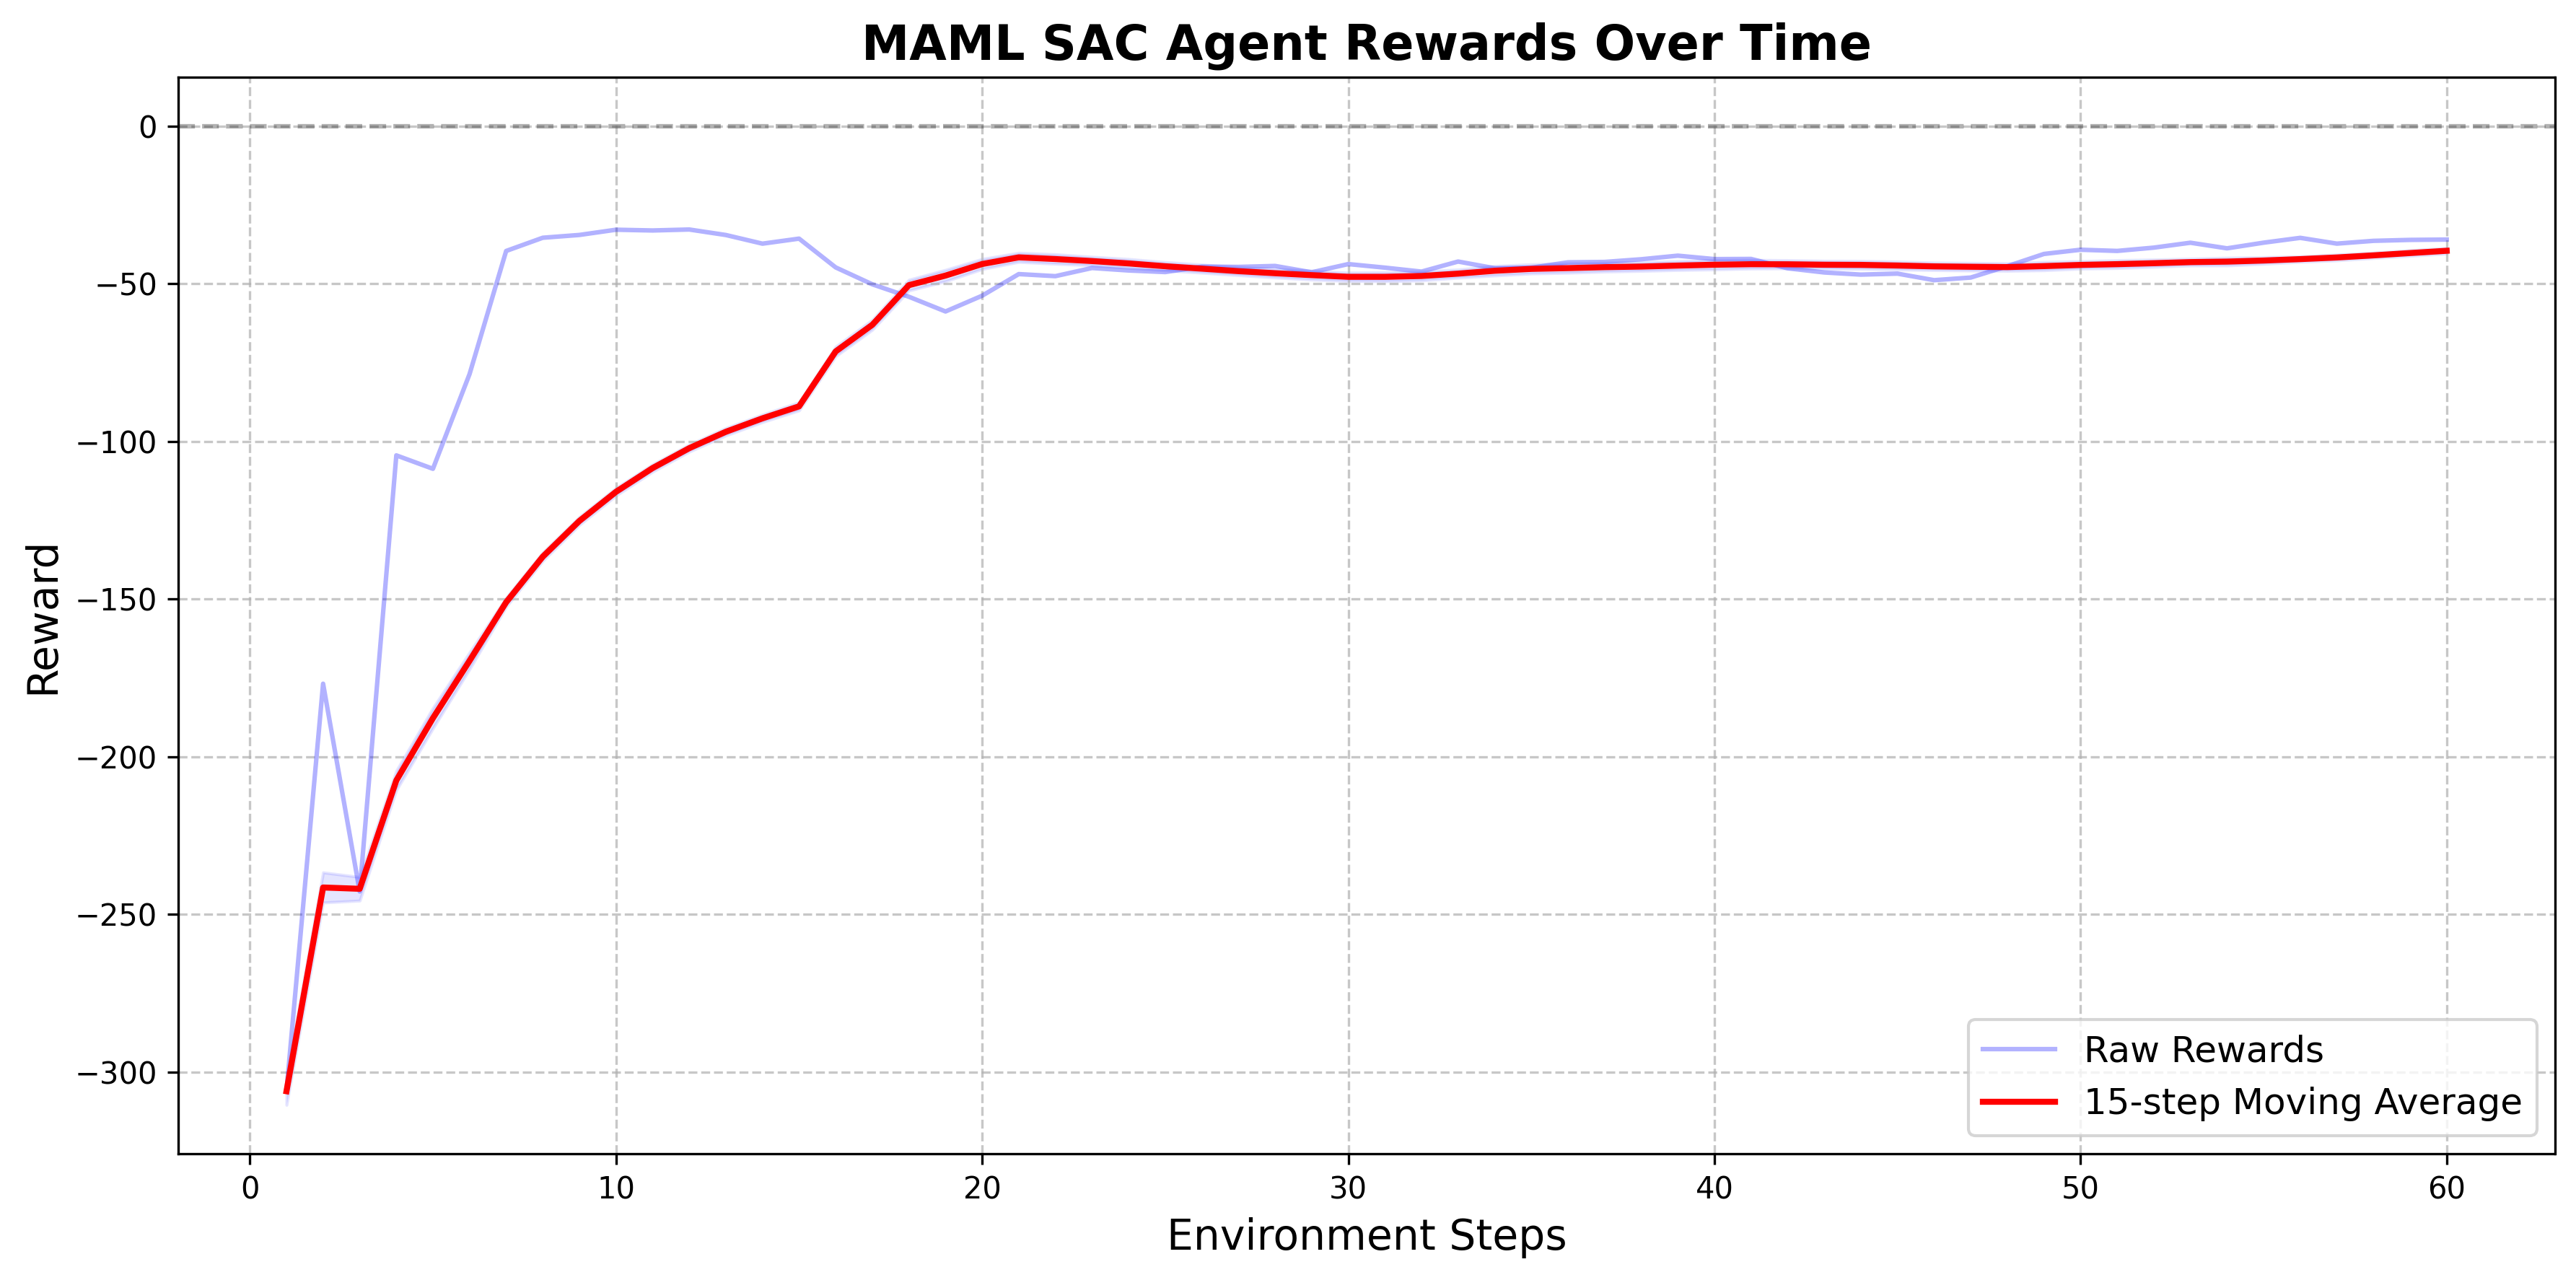 MAML SAC Agent Rewards Over Time
Reward
0
−50
−100
−150
−200
−250
−300
Raw Rewards
15-step Moving Average
0 10 20 30 40 50 60
Environment Steps